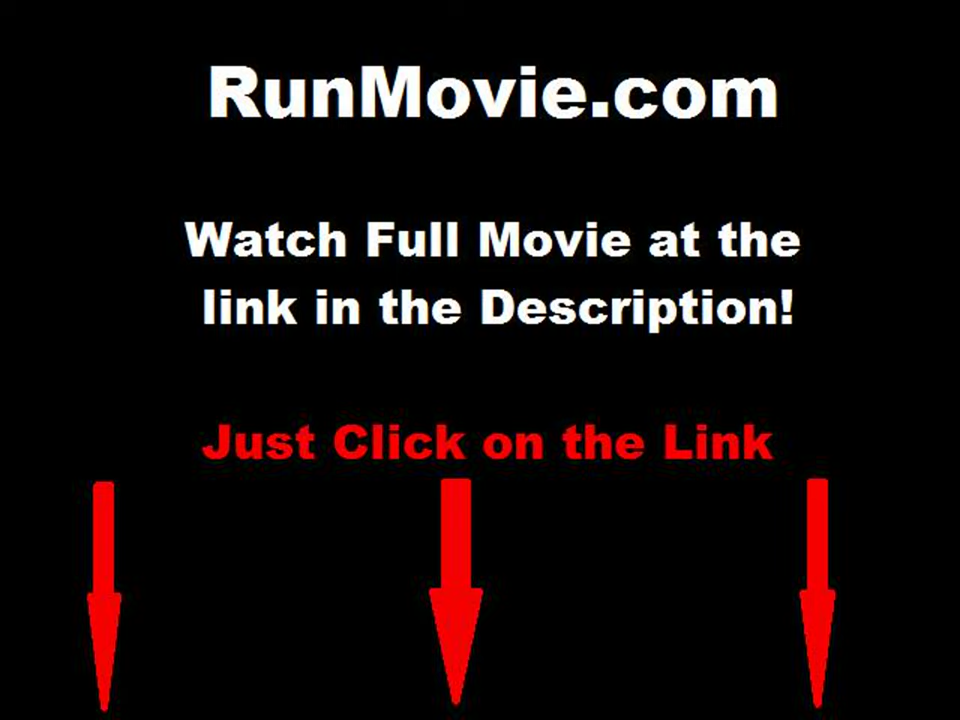 RunMovie.com
Watch Full Movie at the
link in the Description!
Just Click on the Link